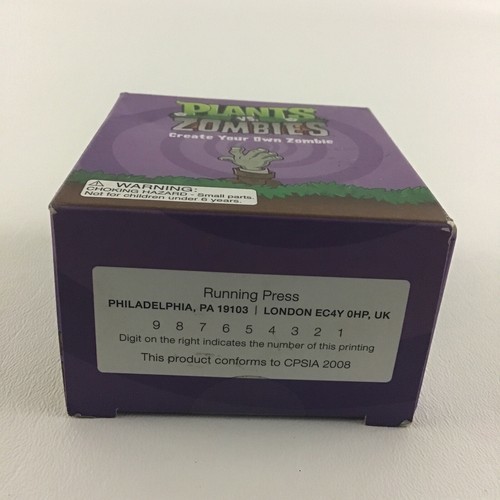 PLANTS
VS.
ZOMBIES
Create Your Own Zombie
WARNING:
CHOKING HAZARD - Small parts.
Not for children under 6 years.
Running Press
PHILADELPHIA, PA 19103 | LONDON EC4Y 0HP, UK
9 8 7 6 5 4 3 2 1
Digit on the right indicates the number of this printing
This product conforms to CPSIA 2008